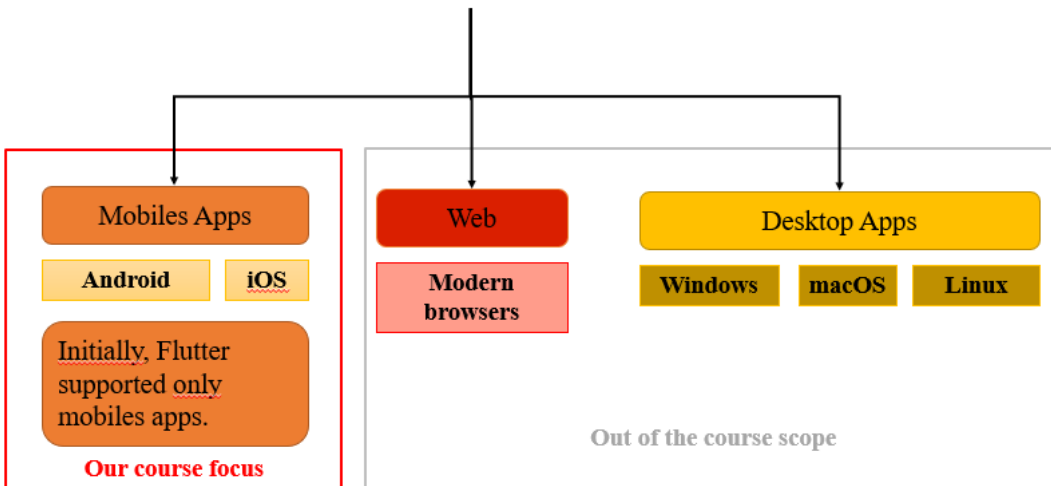 Mobiles Apps
Android
iOS
Initially, Flutter
supported only
mobiles apps.
Our course focus
Web
Modern
browsers
Desktop Apps
Windows
macOS
Linux
Out of the course scope